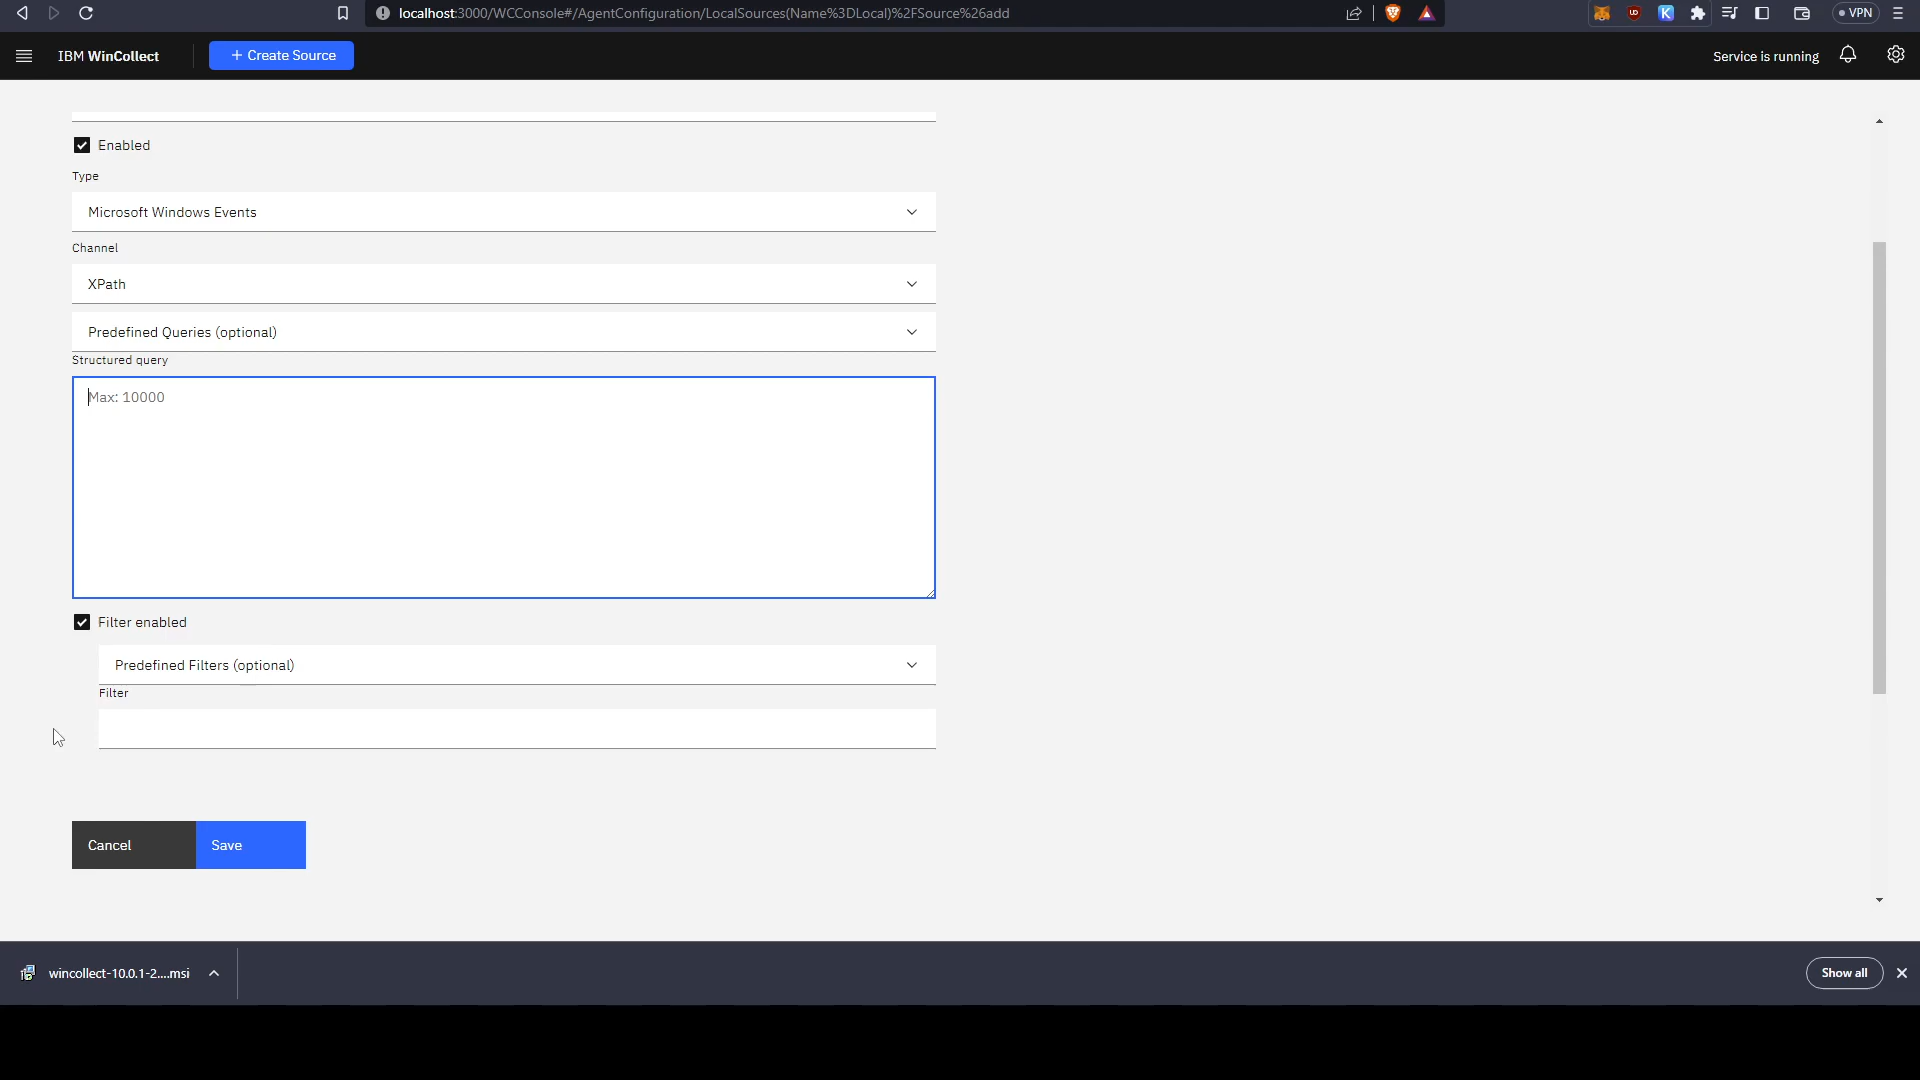 localhost:3000/WCConsole#/AgentConfiguration/LocalSources(Name%3DLocal)%2FSource%26add
VPN
IBM WinCollect
+ Create Source
Service is running
Enabled
Type
Microsoft Windows Events
Channel
XPath
Predefined Queries (optional)
Structured query
Max: 10000
Filter enabled
Predefined Filters (optional)
Filter
Cancel
Save
wincollect-10.0.1-2....msi
Show all